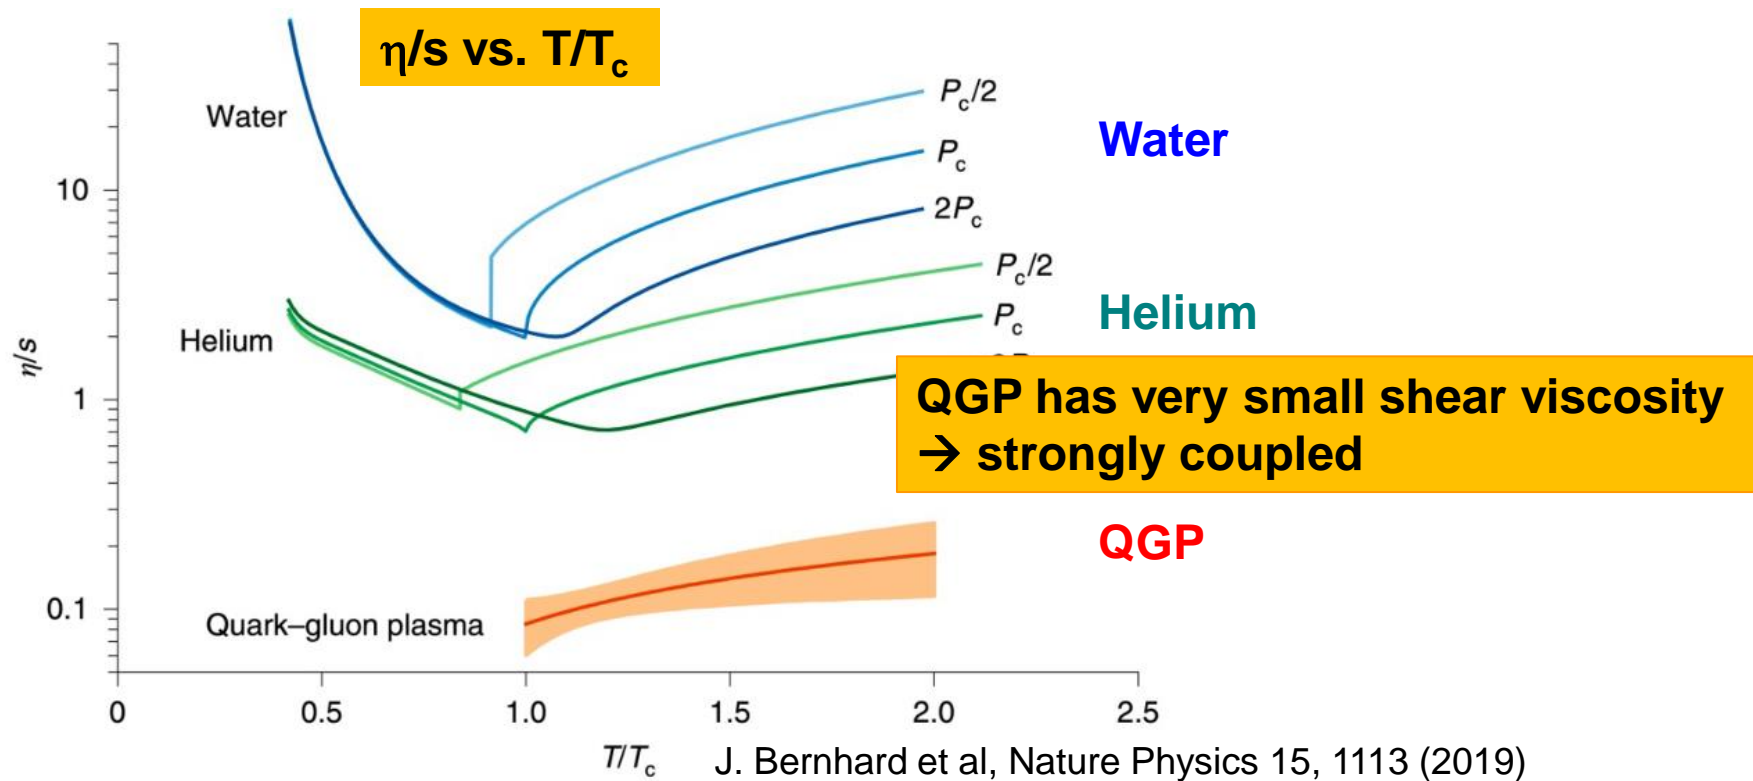 η/s vs. T/Tc
Water
Pc/2
Pc
2Pc
Water
10
Pc/2
Pc
Helium
Helium
η/s
1
QGP has very small shear viscosity
→ strongly coupled
QGP
0.1
Quark–gluon plasma
0
0.5
1.0
1.5
2.0
2.5
T/Tc
J. Bernhard et al, Nature Physics 15, 1113 (2019)